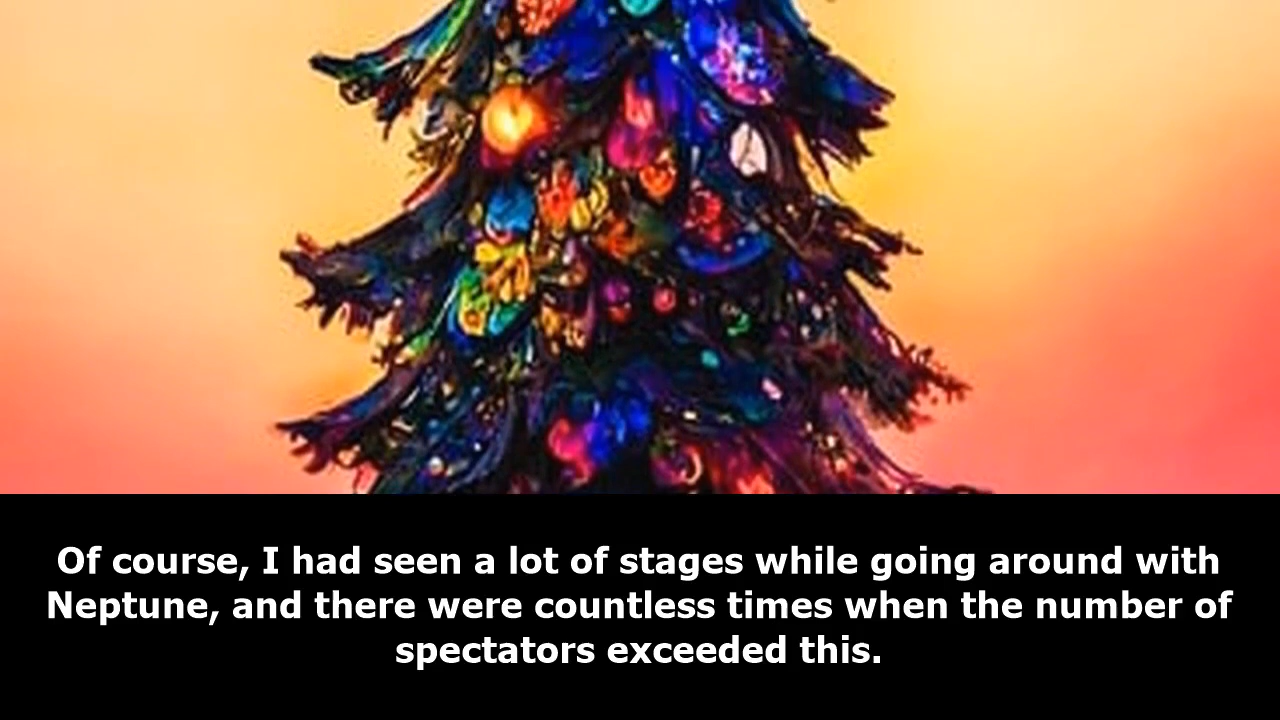 Of course, I had seen a lot of stages while going around with
Neptune, and there were countless times when the number of
spectators exceeded this.